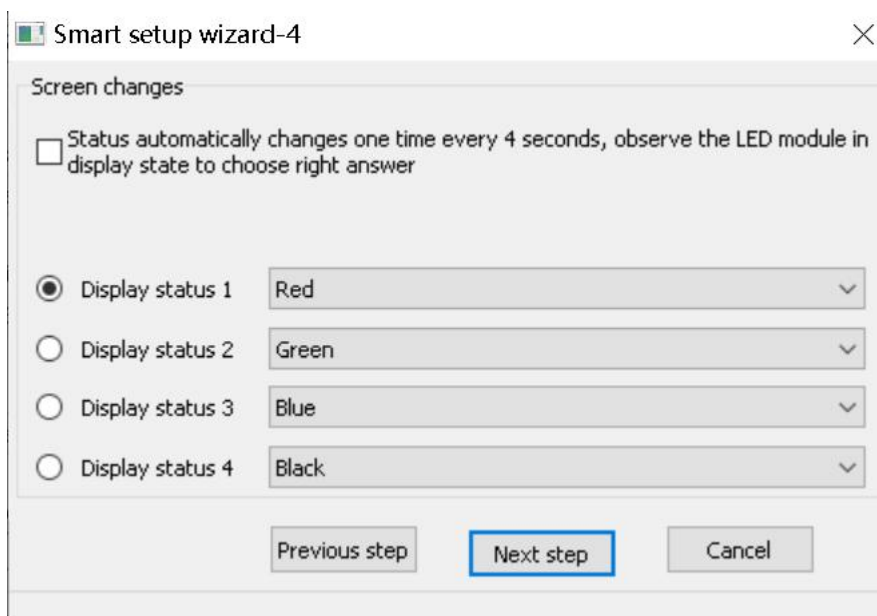 Smart setup wizard-4
Screen changes
Status automatically changes one time every 4 seconds, observe the LED module in
display state to choose right answer
Display status 1 Red
Display status 2 Green
Display status 3 Blue
Display status 4 Black
Previous step Next step Cancel